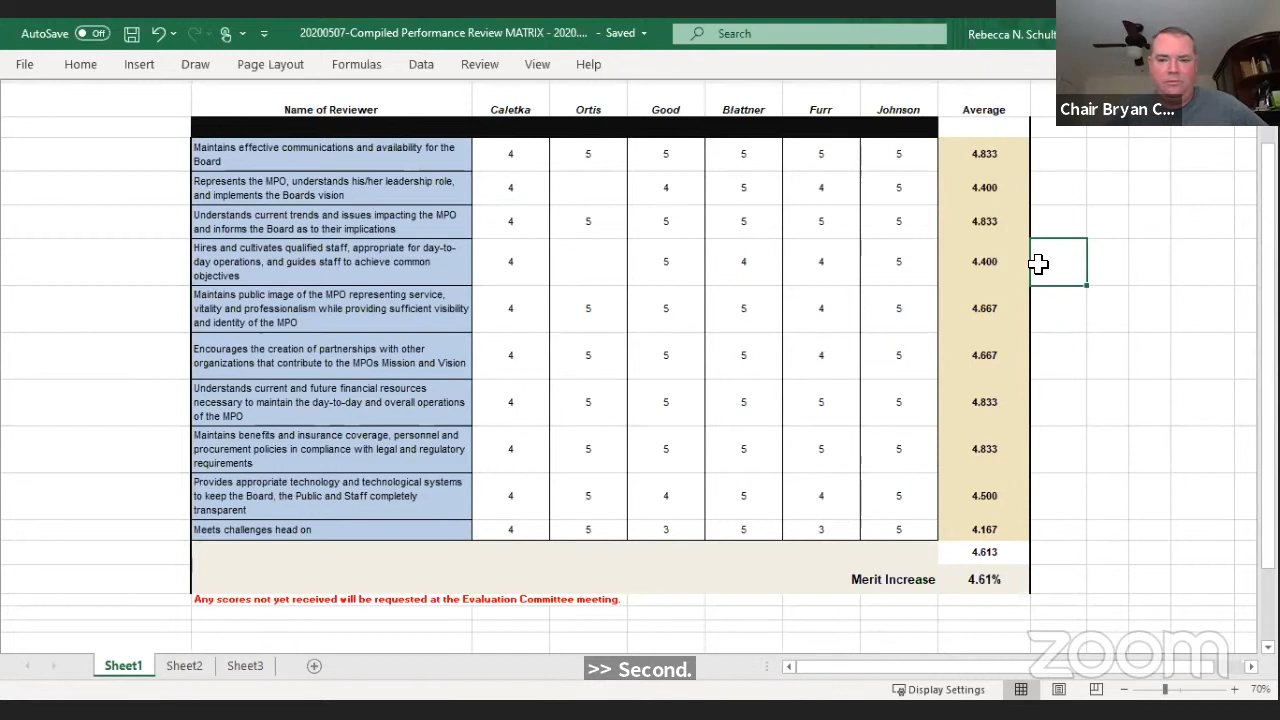 AutoSave Off 20200507-Compiled Performance Review MATRIX - 2020.... - Saved Search Rebecca N. Schult
File Home Insert Draw Page Layout Formulas Data Review View Help
Chair Bryan C...
Name of Reviewer Caletka Ortis Good Blattner Furr Johnson Average
Maintains effective communications and availability for the
Board 4 5 5 5 5 5 4.833
Represents the MPO, understands his/her leadership role,
and implements the Boards vision 4 4 5 4 5 4.400
Understands current trends and issues impacting the MPO
and informs the Board as to their implications 4 5 5 5 5 5 4.833
Hires and cultivates qualified staff, appropriate for day-to-
day operations, and guides staff to achieve common
objectives 4 5 4 4 5 4.400
Maintains public image of the MPO representing service,
vitality and professionalism while providing sufficient visibility
and identity of the MPO 4 5 5 5 4 5 4.667
Encourages the creation of partnerships with other
organizations that contribute to the MPOs Mission and Vision 4 5 5 5 4 5 4.667
Understands current and future financial resources
necessary to maintain the day-to-day and overall operations
of the MPO 4 5 5 5 5 5 4.833
Maintains benefits and insurance coverage, personnel and
procurement policies in compliance with legal and regulatory
requirements 4 5 5 5 5 5 4.833
Provides appropriate technology and technological systems
to keep the Board, the Public and Staff completely
transparent 4 5 4 5 4 5 4.500
Meets challenges head on 4 5 3 5 3 5 4.167
4.613
Merit Increase 4.61%
Any scores not yet received will be requested at the Evaluation Committee meeting.
zoom
Sheet1 Sheet2 Sheet3
>> Second.
Display Settings 70%